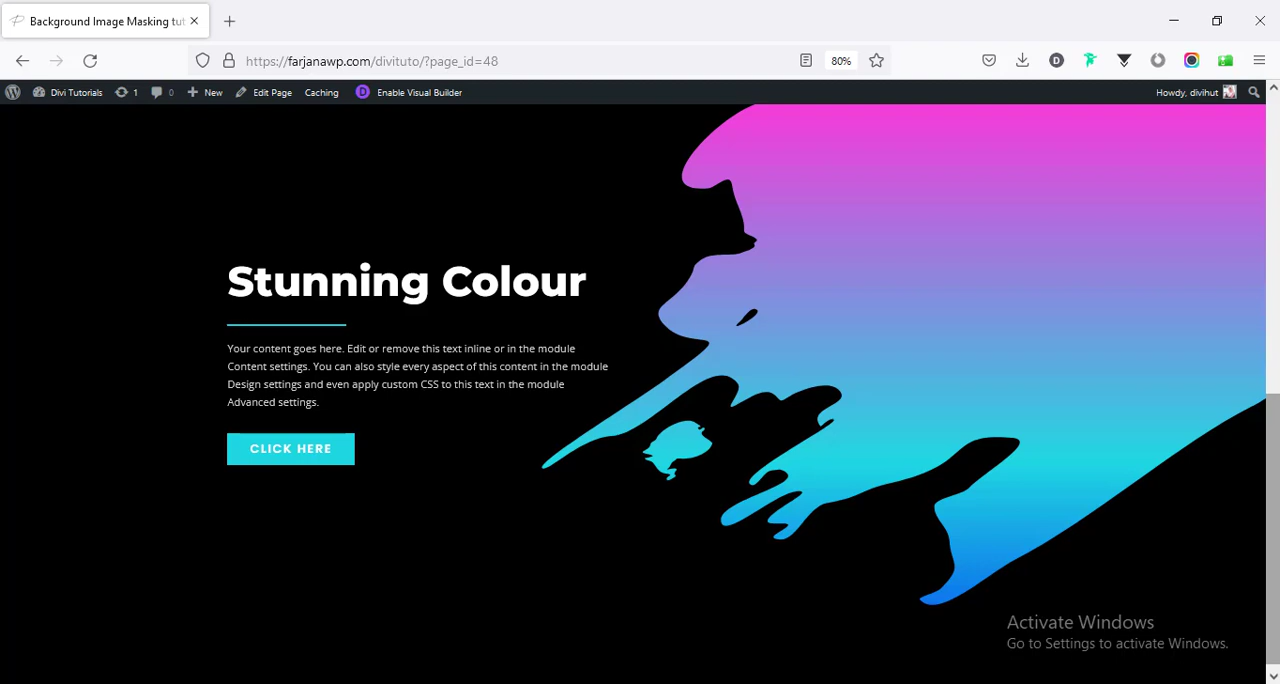 Background Image Masking tut
https://farjanawp.com/divituto/?page_id=48
80%
Divi Tutorials
1
0
New
Edit Page
Caching
Enable Visual Builder
Howdy, divihut
Stunning Colour
Your content goes here. Edit or remove this text inline or in the module
Content settings. You can also style every aspect of this content in the module
Design settings and even apply custom CSS to this text in the module
Advanced settings.
CLICK HERE
Activate Windows
Go to Settings to activate Windows.